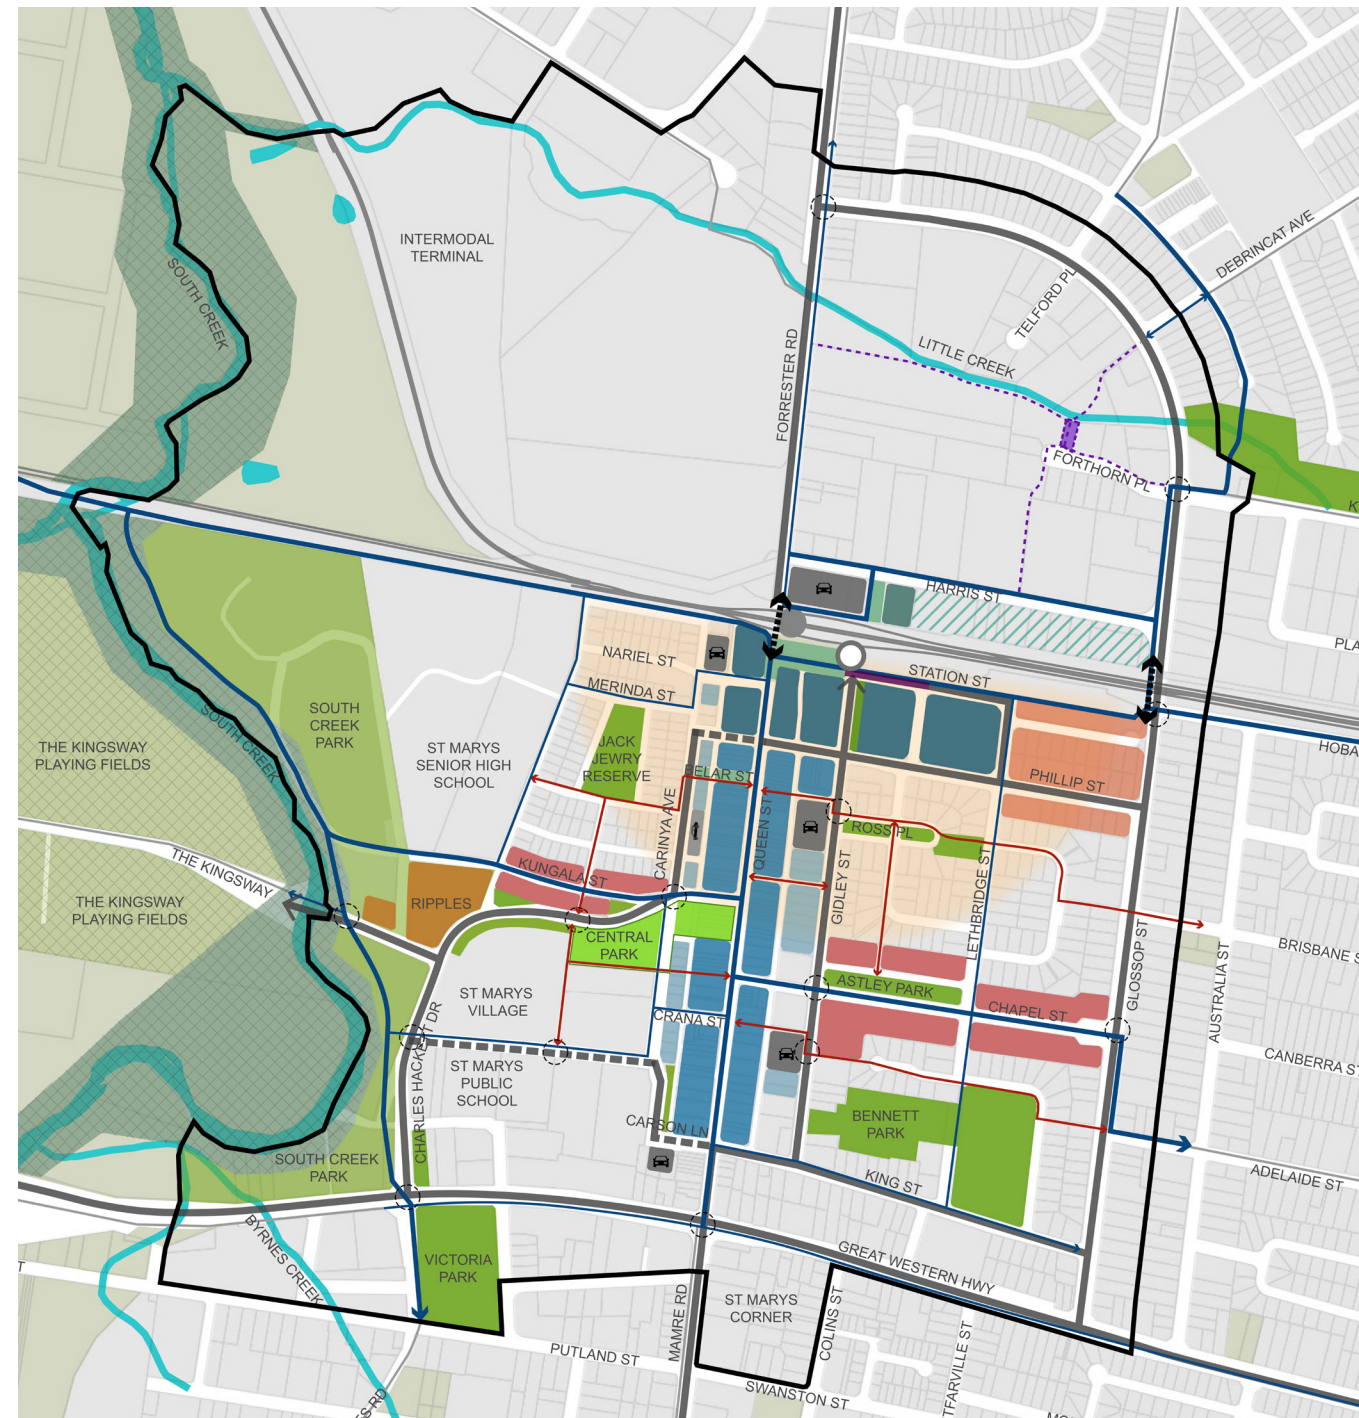 INTERMODAL
TERMINAL
SOUTH CREEK
DEBRINCAT AVE
TELFORD PL
LITTLE CREEK
FORRESTER RD
FORTHORN PL
K
HARRIS ST
PLA
NARIEL ST
STATION ST
MERINDA ST
SOUTH
CREEK
PARK
SOUTH CREEK
HOBA
THE KINGSWAY
PLAYING FIELDS
ST MARYS
SENIOR HIGH
SCHOOL
JACK
JEWRY
RESERVE
BELAR ST
PHILLIP ST
CARINYA AVE
QUEEN ST
ROSS PL
THE KINGSWAY
KUNGALA ST
GIDLEY ST
LETHBRIDGE ST
RIPPLES
THE KINGSWAY
PLAYING FIELDS
CENTRAL
PARK
GLOSSOP ST
AUSTRALIA ST
BRISBANE S
ASTLEY PARK
ST MARYS
VILLAGE
CHAPEL ST
CRANA ST
CHARLES HACKETT DR
CANBERRA ST
ST MARYS
PUBLIC
SCHOOL
CARSON LN
BENNETT
PARK
SOUTH CREEK
PARK
KING ST
ADELAIDE ST
BYRNES CREEK
VICTORIA
PARK
GREAT WESTERN HWY
T
MAMRE RD
ST MARYS
CORNER
COLINS ST
PUTLAND ST
TFARVILLE ST
SWANSTON ST
S RD